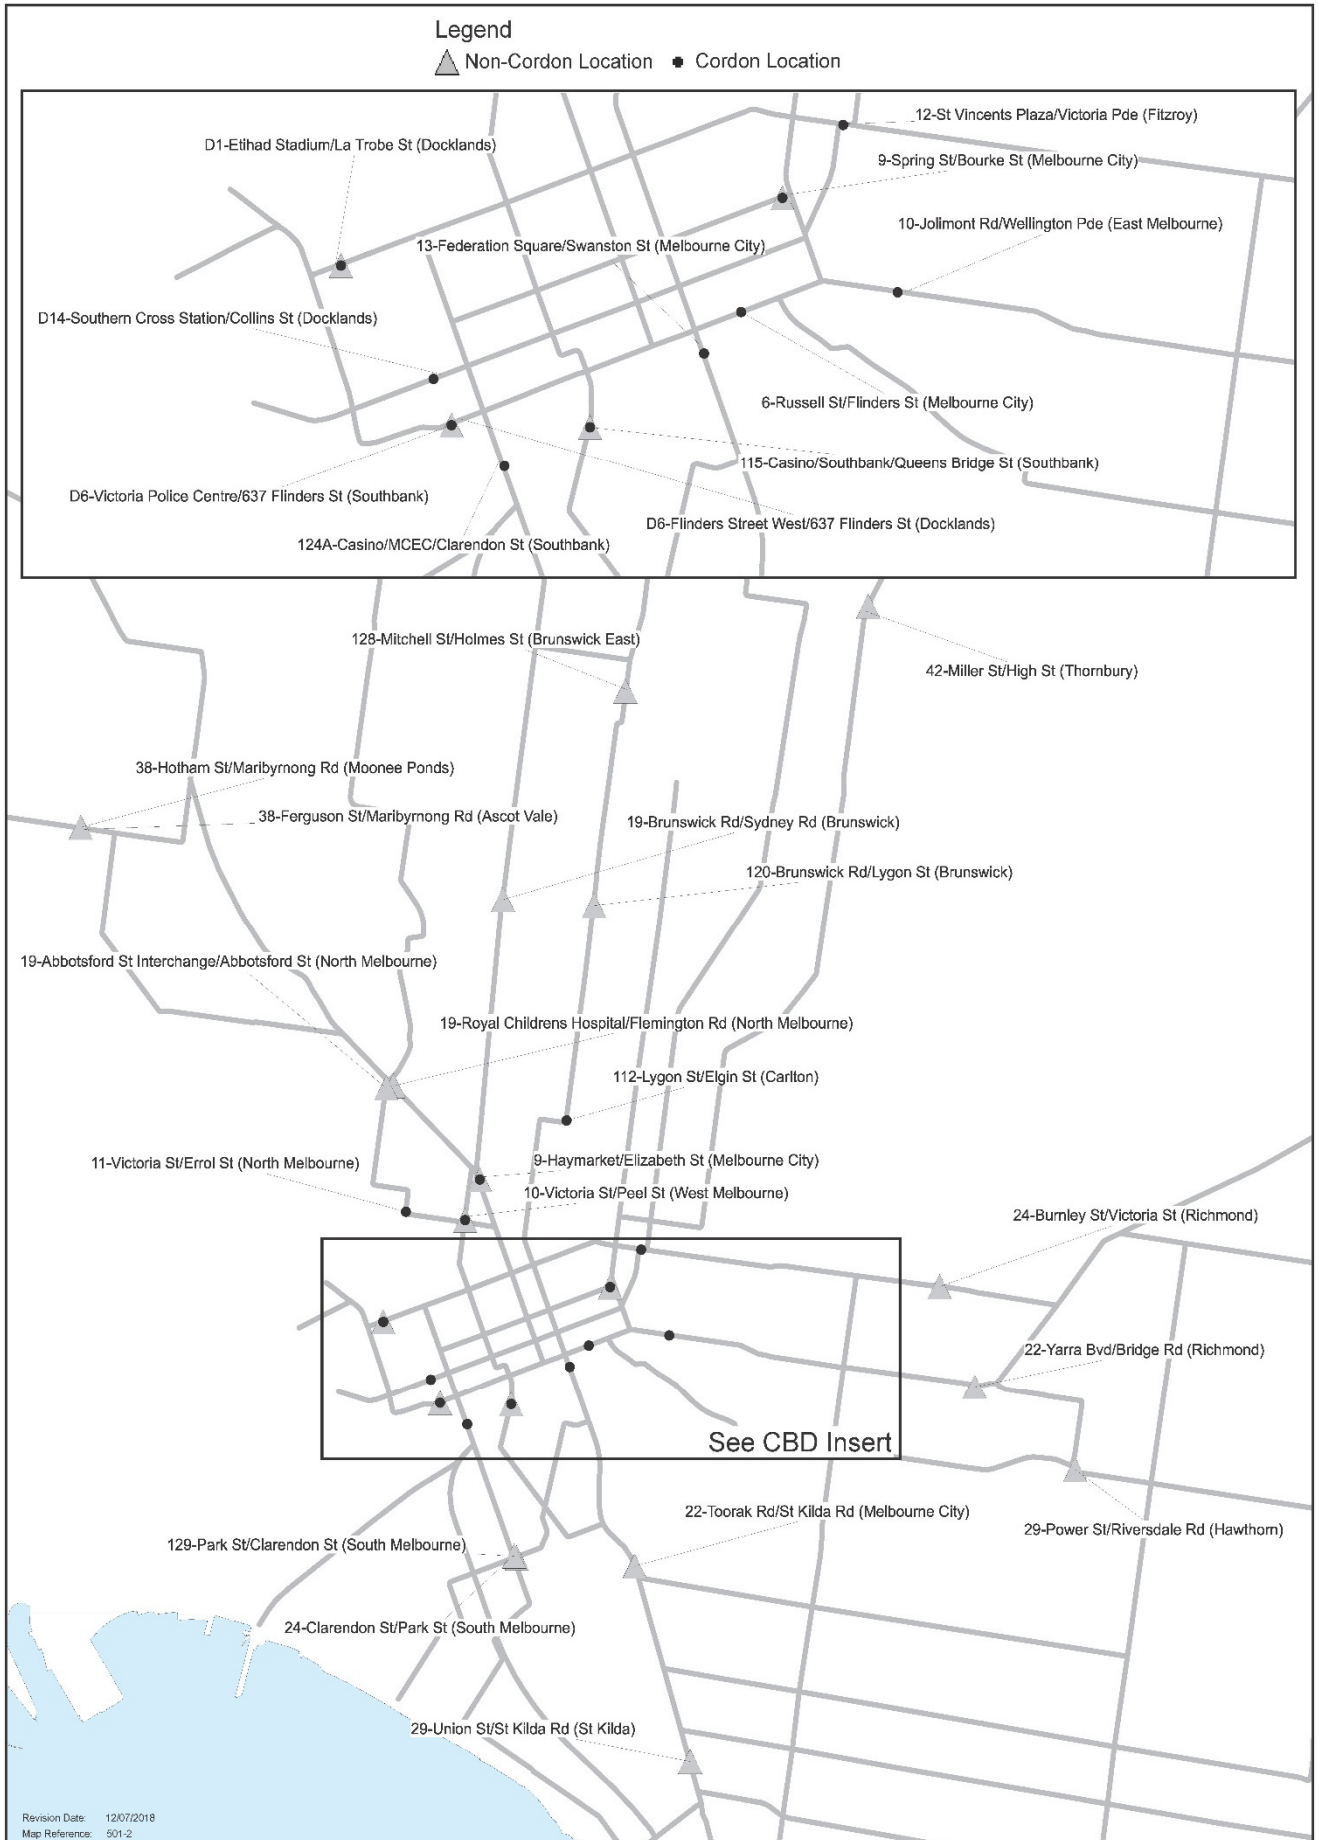 Legend
Non-Cordon Location
Cordon Location
12-St Vincents Plaza/Victoria Pde (Fitzroy)
D1-Etihad Stadium/La Trobe St (Docklands)
9-Spring St/Bourke St (Melbourne City)
10-Jolimont Rd/Wellington Pde (East Melbourne)
13-Federation Square/Swanston St (Melbourne City)
D14-Southern Cross Station/Collins St (Docklands)
6-Russell St/Flinders St (Melbourne City)
115-Casino/Southbank/Queens Bridge St (Southbank)
D6-Victoria Police Centre/637 Flinders St (Southbank)
D6-Flinders Street West/637 Flinders St (Docklands)
124A-Casino/MCEC/Clarendon St (Southbank)
128-Mitchell St/Holmes St (Brunswick East)
42-Miller St/High St (Thornbury)
38-Hotham St/Maribyrnong Rd (Moonee Ponds)
38-Ferguson St/Maribyrnong Rd (Ascot Vale)
19-Brunswick Rd/Sydney Rd (Brunswick)
120-Brunswick Rd/Lygon St (Brunswick)
19-Abbotsford St Interchange/Abbotsford St (North Melbourne)
19-Royal Childrens Hospital/Flemington Rd (North Melbourne)
112-Lygon St/Elgin St (Carlton)
11-Victoria St/Errol St (North Melbourne)
9-Haymarket/Elizabeth St (Melbourne City)
10-Victoria St/Peel St (West Melbourne)
24-Burnley St/Victoria St (Richmond)
22-Yarra Bvd/Bridge Rd (Richmond)
See CBD Insert
22-Toorak Rd/St Kilda Rd (Melbourne City)
29-Power St/Riversdale Rd (Hawthorn)
129-Park St/Clarendon St (South Melbourne)
24-Clarendon St/Park St (South Melbourne)
29-Union St/St Kilda Rd (St Kilda)
Revision Date: 12/07/2018
Map Reference: 501-2